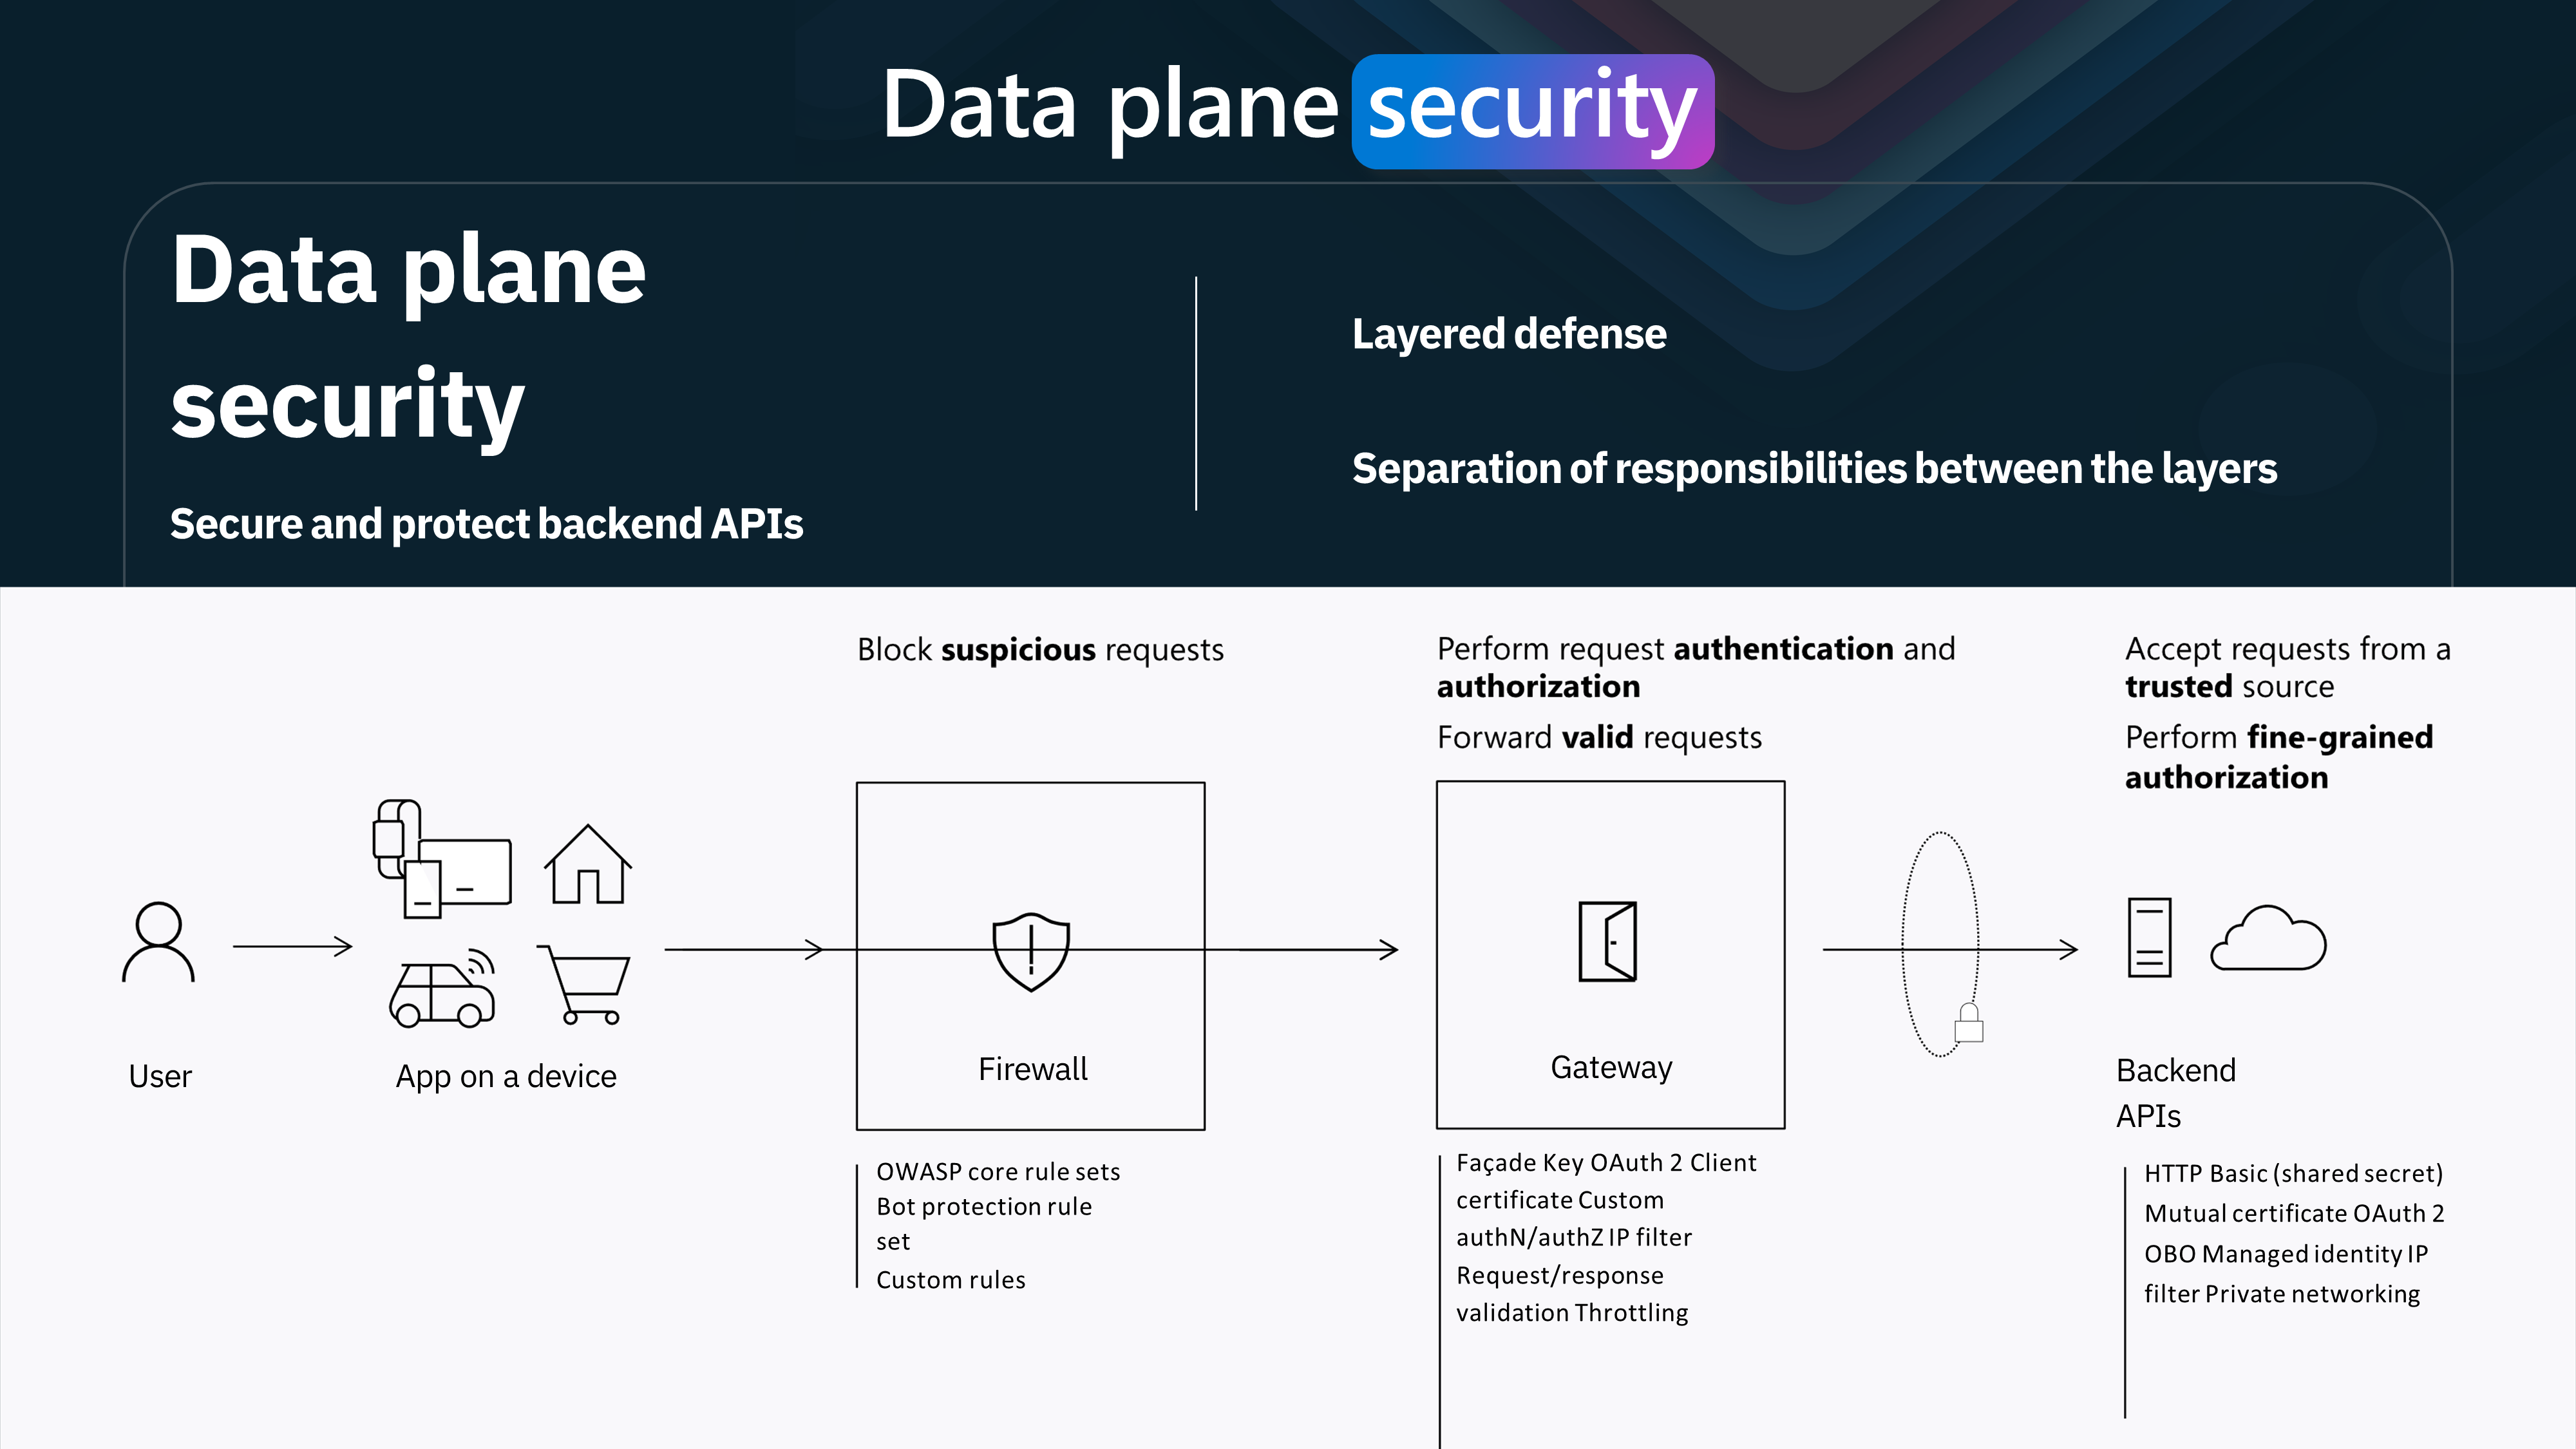 Data plane security
Data plane
security
Secure and protect backend APIs
Layered defense
Separation of responsibilities between the layers
Block suspicious requests
Perform request authentication and
authorization
Forward valid requests
Accept requests from a
trusted source
Perform fine-grained
authorization
User
App on a device
Firewall
Gateway
Backend
APIs
OWASP core rule sets
Bot protection rule
set
Custom rules
Façade Key OAuth 2 Client
certificate Custom
authN/authZ IP filter
Request/response
validation Throttling
HTTP Basic (shared secret)
Mutual certificate OAuth 2
OBO Managed identity IP
filter Private networking